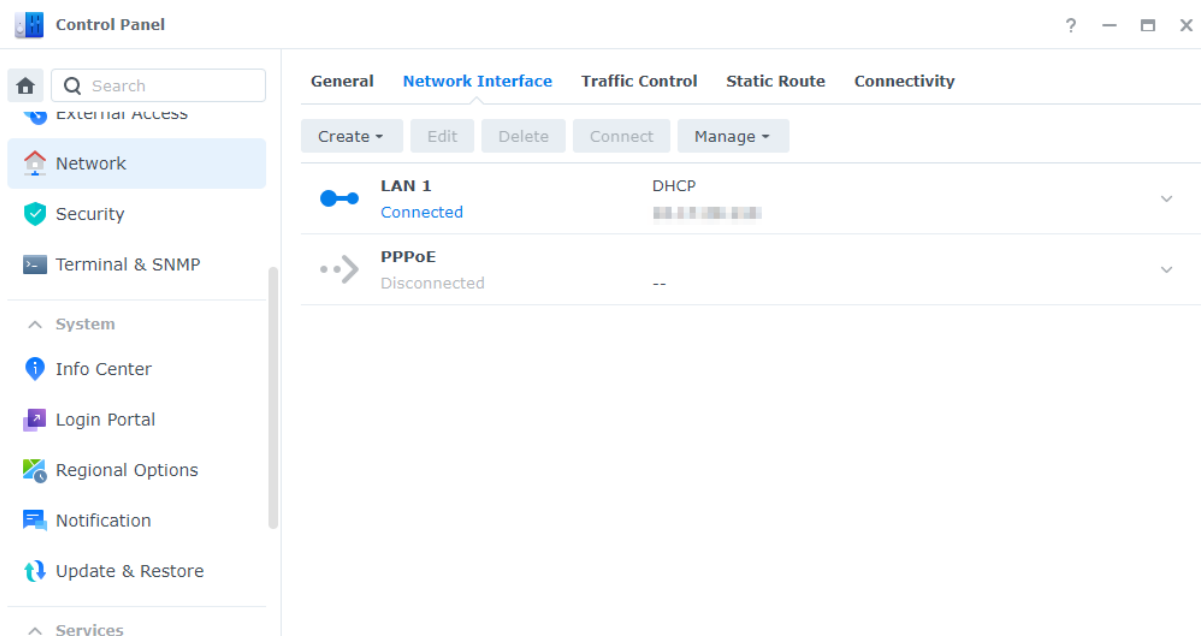 Control Panel
?
Search
General Network Interface Traffic Control Static Route Connectivity
External Access
Network
Security
Terminal & SNMP
System
Info Center
Login Portal
Regional Options
Notification
Update & Restore
Services
Create Edit Delete Connect Manage
LAN 1 DHCP
Connected
PPPoE
Disconnected --